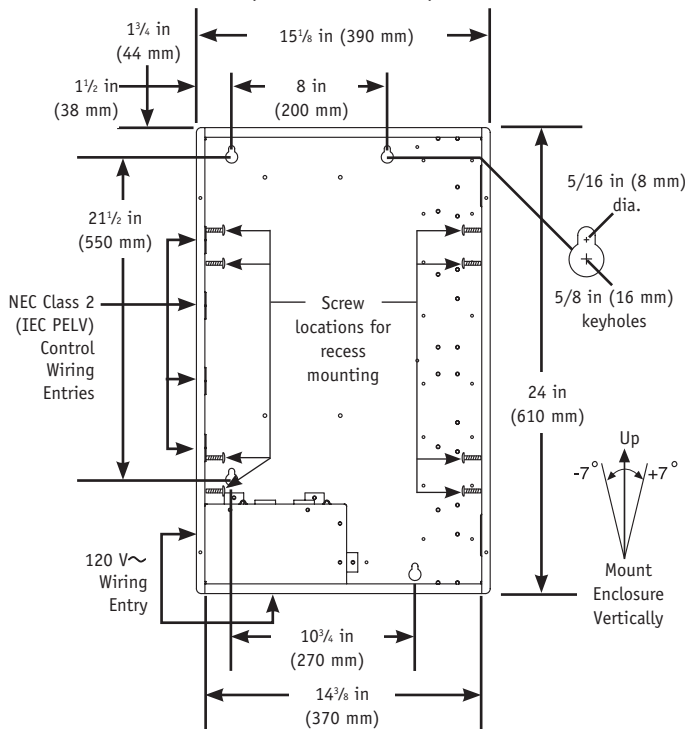 1¾ in
(44 mm)
15⅛ in (390 mm)
1½ in
(38 mm)
8 in
(200 mm)
5/16 in (8 mm)
dia.
21½ in
(550 mm)
5/8 in (16 mm)
keyholes
NEC Class 2
(IEC PELV)
Control
Wiring
Entries
Screw
locations for
recess
mounting
24 in
(610 mm)
Up
-7°
+7°
120 V~
Wiring
Entry
Mount
Enclosure
Vertically
10¾ in
(270 mm)
14⅜ in
(370 mm)